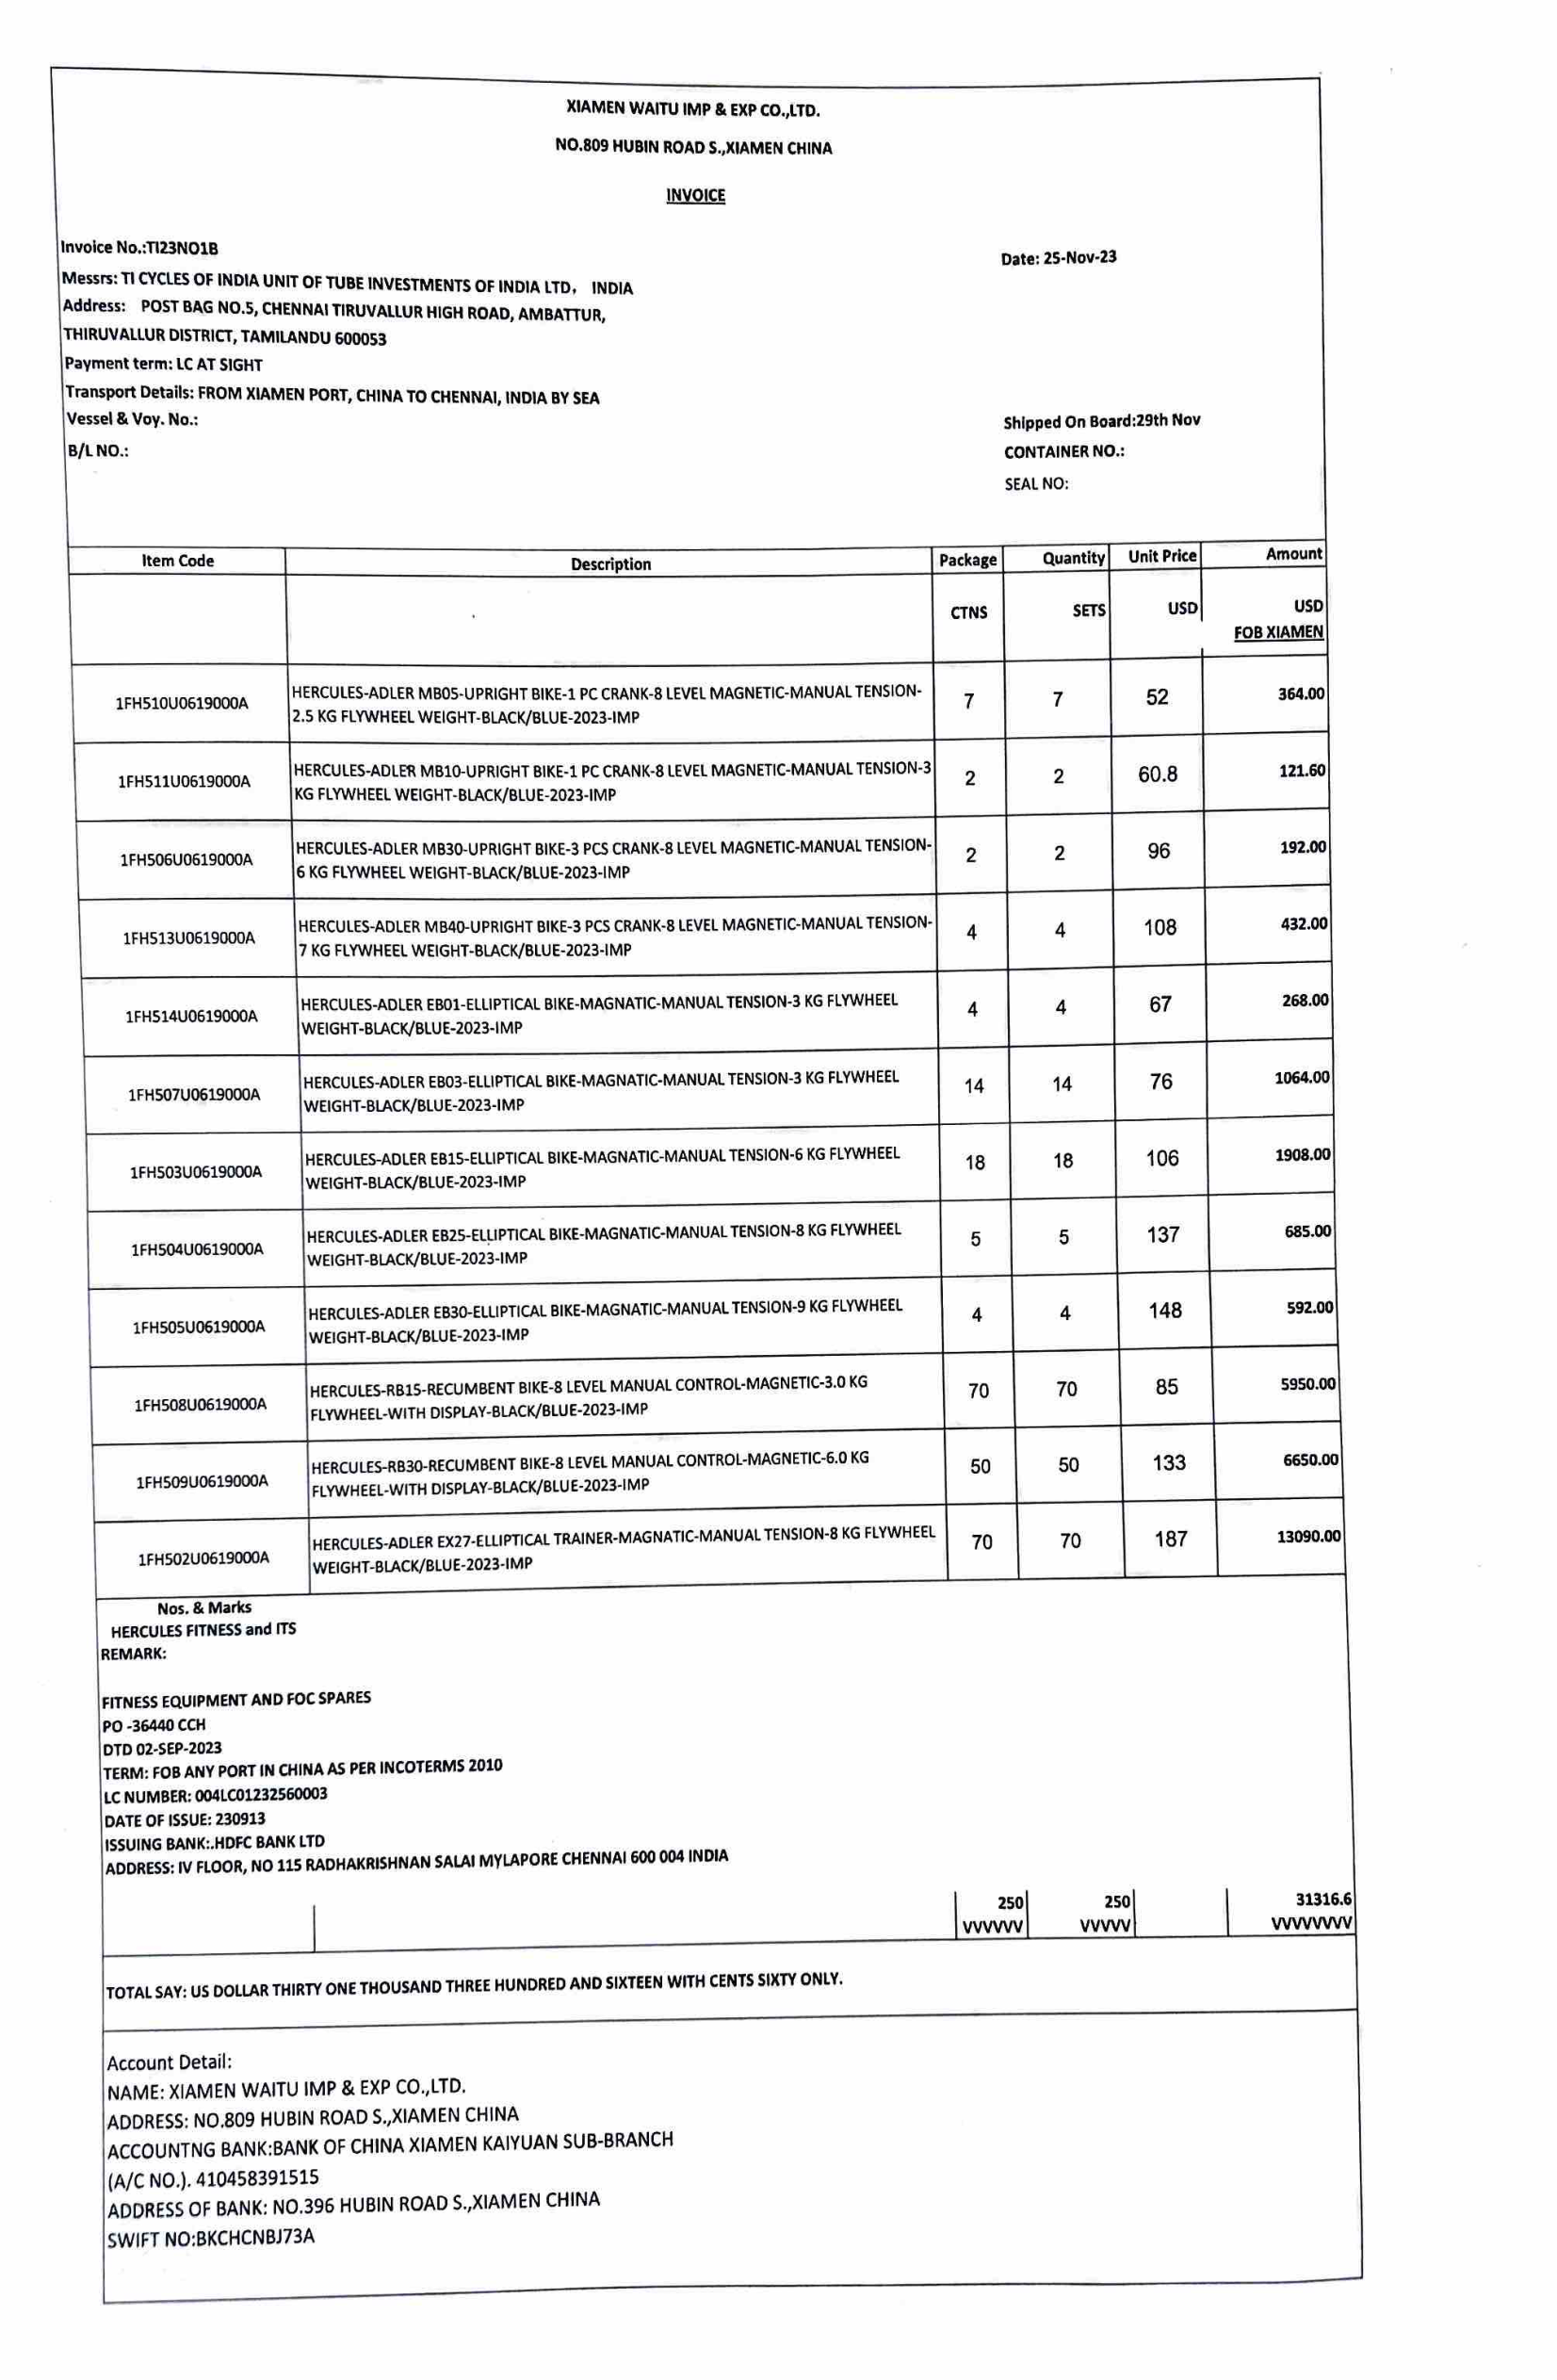 XIAMEN WAITU IMP & EXP CO.,LTD.
NO.809 HUBIN ROAD S.,XIAMEN CHINA
INVOICE
Invoice No.:TI23NO1B
Date: 25-Nov-23
Messrs: TI CYCLES OF INDIA UNIT OF TUBE INVESTMENTS OF INDIA LTD, INDIA
Address: POST BAG NO.5, CHENNAI TIRUVALLUR HIGH ROAD, AMBATTUR,
THIRUVALLUR DISTRICT, TAMILANDU 600053
Payment term: LC AT SIGHT
Transport Details: FROM XIAMEN PORT, CHINA TO CHENNAI, INDIA BY SEA
Vessel & Voy. No.:
Shipped On Board:29th Nov
B/L NO.:
CONTAINER NO.:
SEAL NO:
Item Code Description Package Quantity Unit Price Amount
CTNS SETS USD USD
FOB XIAMEN
1FH510U0619000A HERCULES-ADLER MB05-UPRIGHT BIKE-1 PC CRANK-8 LEVEL MAGNETIC-MANUAL TENSION- 7 7 52 364.00
2.5 KG FLYWHEEL WEIGHT-BLACK/BLUE-2023-IMP
1FH511U0619000A HERCULES-ADLER MB10-UPRIGHT BIKE-1 PC CRANK-8 LEVEL MAGNETIC-MANUAL TENSION-3 2 2 60.8 121.60
KG FLYWHEEL WEIGHT-BLACK/BLUE-2023-IMP
1FH506U0619000A HERCULES-ADLER MB30-UPRIGHT BIKE-3 PCS CRANK-8 LEVEL MAGNETIC-MANUAL TENSION- 2 2 96 192.00
6 KG FLYWHEEL WEIGHT-BLACK/BLUE-2023-IMP
1FH513U0619000A HERCULES-ADLER MB40-UPRIGHT BIKE-3 PCS CRANK-8 LEVEL MAGNETIC-MANUAL TENSION- 4 4 108 432.00
7 KG FLYWHEEL WEIGHT-BLACK/BLUE-2023-IMP
1FH514U0619000A HERCULES-ADLER EB01-ELLIPTICAL BIKE-MAGNATIC-MANUAL TENSION-3 KG FLYWHEEL 4 4 67 268.00
WEIGHT-BLACK/BLUE-2023-IMP
1FH507U0619000A HERCULES-ADLER EB03-ELLIPTICAL BIKE-MAGNATIC-MANUAL TENSION-3 KG FLYWHEEL 14 14 76 1064.00
WEIGHT-BLACK/BLUE-2023-IMP
1FH503U0619000A HERCULES-ADLER EB15-ELLIPTICAL BIKE-MAGNATIC-MANUAL TENSION-6 KG FLYWHEEL 18 18 106 1908.00
WEIGHT-BLACK/BLUE-2023-IMP
1FH504U0619000A HERCULES-ADLER EB25-ELLIPTICAL BIKE-MAGNATIC-MANUAL TENSION-8 KG FLYWHEEL 5 5 137 685.00
WEIGHT-BLACK/BLUE-2023-IMP
1FH505U0619000A HERCULES-ADLER EB30-ELLIPTICAL BIKE-MAGNATIC-MANUAL TENSION-9 KG FLYWHEEL 4 4 148 592.00
WEIGHT-BLACK/BLUE-2023-IMP
1FH508U0619000A HERCULES-RB15-RECUMBENT BIKE-8 LEVEL MANUAL CONTROL-MAGNETIC-3.0 KG 70 70 85 5950.00
FLYWHEEL-WITH DISPLAY-BLACK/BLUE-2023-IMP
1FH509U0619000A HERCULES-RB30-RECUMBENT BIKE-8 LEVEL MANUAL CONTROL-MAGNETIC-6.0 KG 50 50 133 6650.00
FLYWHEEL-WITH DISPLAY-BLACK/BLUE-2023-IMP
1FH502U0619000A HERCULES-ADLER EX27-ELLIPTICAL TRAINER-MAGNATIC-MANUAL TENSION-8 KG FLYWHEEL 70 70 187 13090.00
WEIGHT-BLACK/BLUE-2023-IMP
Nos. & Marks
HERCULES FITNESS and ITS
REMARK:
FITNESS EQUIPMENT AND FOC SPARES
PO -36440 CCH
DTD 02-SEP-2023
TERM: FOB ANY PORT IN CHINA AS PER INCOTERMS 2010
LC NUMBER: 004LC01232560003
DATE OF ISSUE: 230913
ISSUING BANK:.HDFC BANK LTD
ADDRESS: IV FLOOR, NO 115 RADHAKRISHNAN SALAI MYLAPORE CHENNAI 600 004 INDIA
250 250 31316.6
VVVVVV VVVVV VVVVVVVV
TOTAL SAY: US DOLLAR THIRTY ONE THOUSAND THREE HUNDRED AND SIXTEEN WITH CENTS SIXTY ONLY.
Account Detail:
NAME: XIAMEN WAITU IMP & EXP CO.,LTD.
ADDRESS: NO.809 HUBIN ROAD S.,XIAMEN CHINA
ACCOUNTNG BANK:BANK OF CHINA XIAMEN KAIYUAN SUB-BRANCH
(A/C NO.). 410458391515
ADDRESS OF BANK: NO.396 HUBIN ROAD S.,XIAMEN CHINA
SWIFT NO:BKCHCNBJ73A